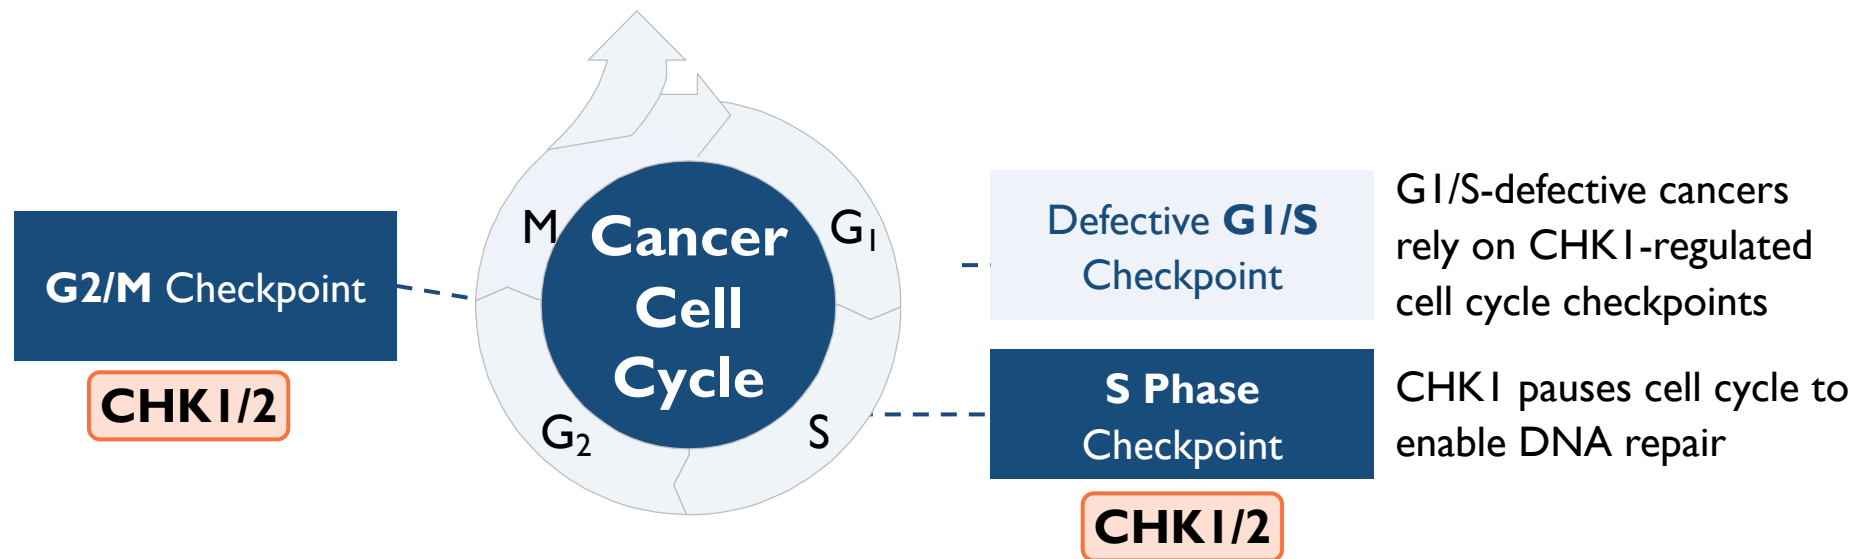 G2/M Checkpoint
CHK1/2
M
G₁
G₂
S
Cancer
Cell
Cycle
Defective G1/S
Checkpoint
G1/S-defective cancers
rely on CHK1-regulated
cell cycle checkpoints
S Phase
Checkpoint
CHK1/2
CHK1 pauses cell cycle to
enable DNA repair